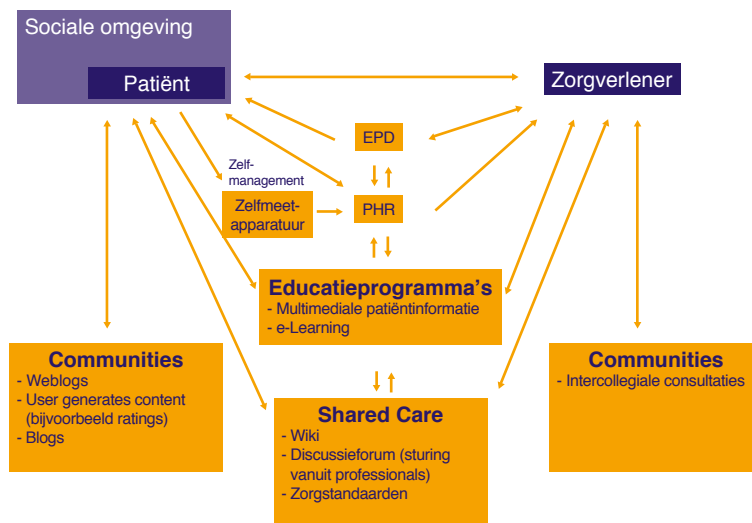 Sociale omgeving
Patiënt
Zorgverlener
EPD
Zelf-
management
Zelfmeet-
apparatuur
PHR
Educatieprogramma's
- Multimediale patiëntinformatie
- e-Learning
Communities
- Weblogs
- User generates content
(bijvoorbeeld ratings)
- Blogs
Shared Care
- Wiki
- Discussieforum (sturing
vanuit professionals)
- Zorgstandaarden
Communities
- Intercollegiale consultaties